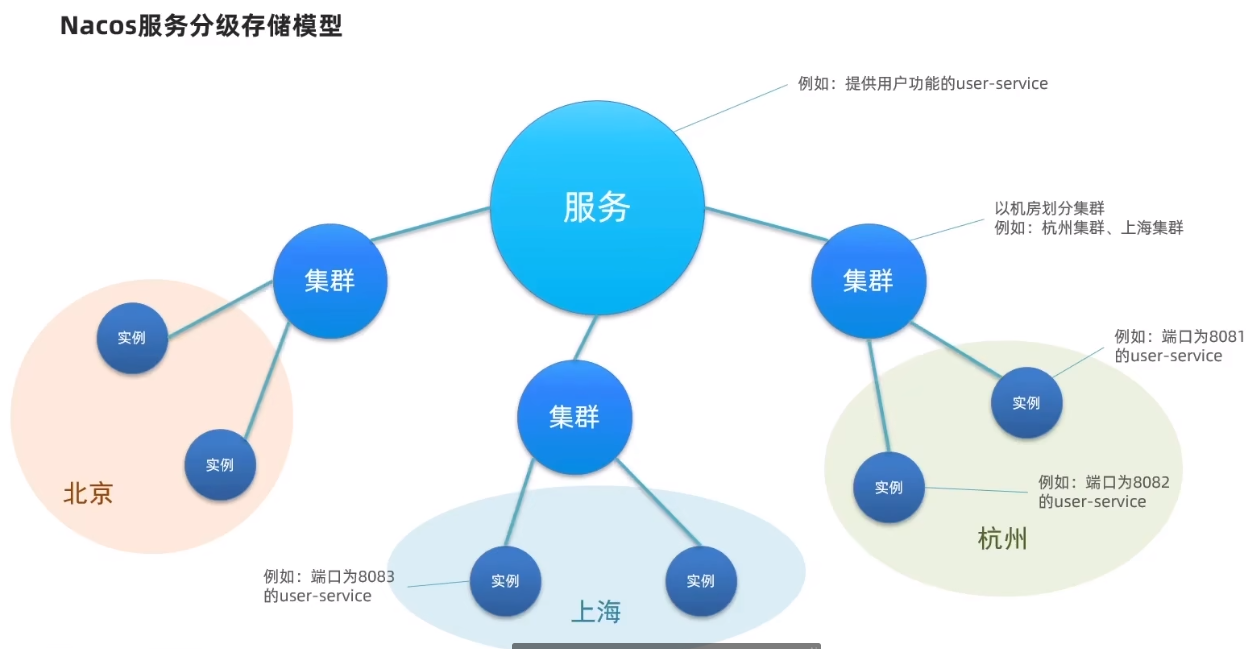 Nacos服务分级存储模型
例如：提供用户功能的user-service
服务
以机房划分集群
例如：杭州集群、上海集群
集群
集群
实例
例如：端口为8081
的user-service
实例
集群
实例
实例
例如：端口为8082
的user-service
北京
杭州
例如：端口为8083
的user-service
实例
实例
上海